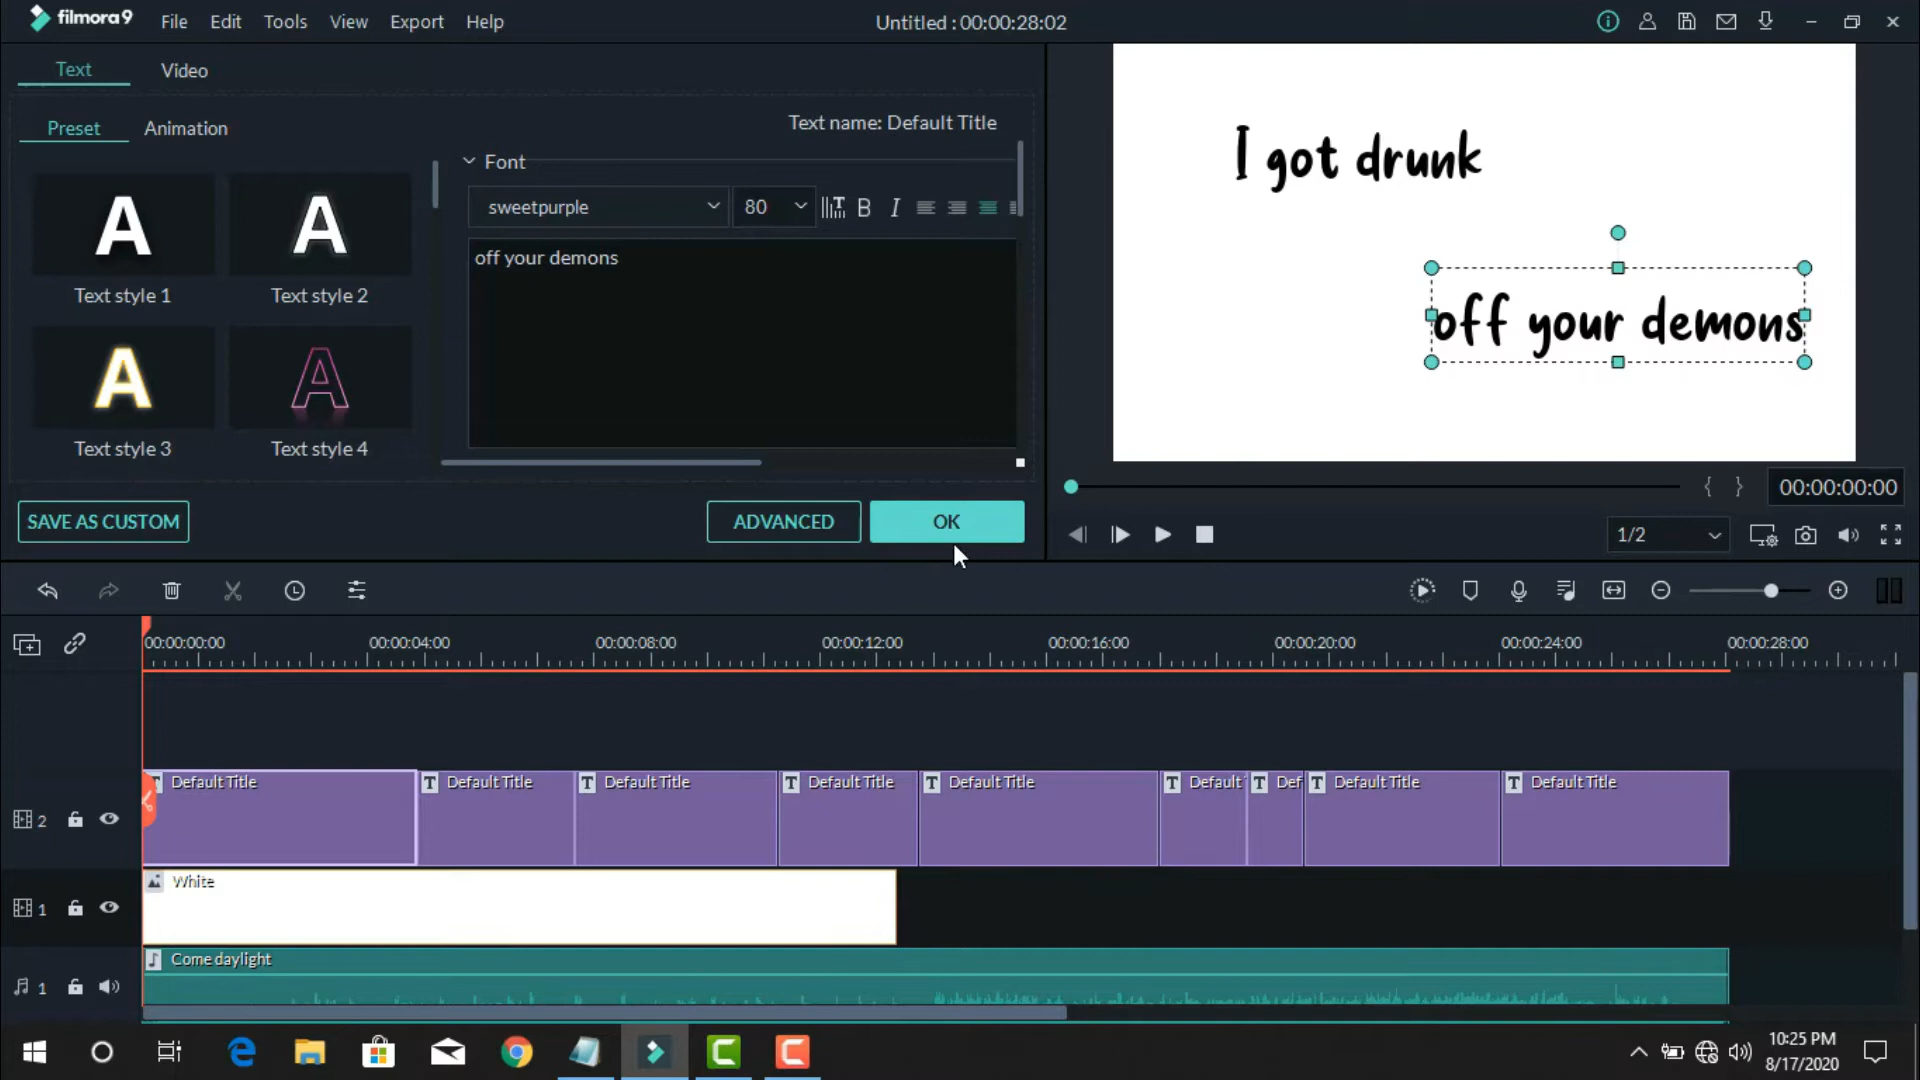 filmora9 File Edit Tools View Export Help Untitled : 00:00:28:02
Text Video
Preset Animation Text name: Default Title
Font
sweetpurple 80 B I
off your demons
A A
Text style 1 Text style 2
A A
Text style 3 Text style 4
SAVE AS CUSTOM ADVANCED OK
I got drunk
off your demons
{ } 00:00:00:00
1/2
00:00:00:00 00:00:04:00 00:00:08:00 00:00:12:00 00:00:16:00 00:00:20:00 00:00:24:00 00:00:28:00
T Default Title T Default Title T Default Title T Default Title T Default Title T Default T Def T Default Title T Default Title
2
White
1
Come daylight
1
10:25 PM
8/17/2020